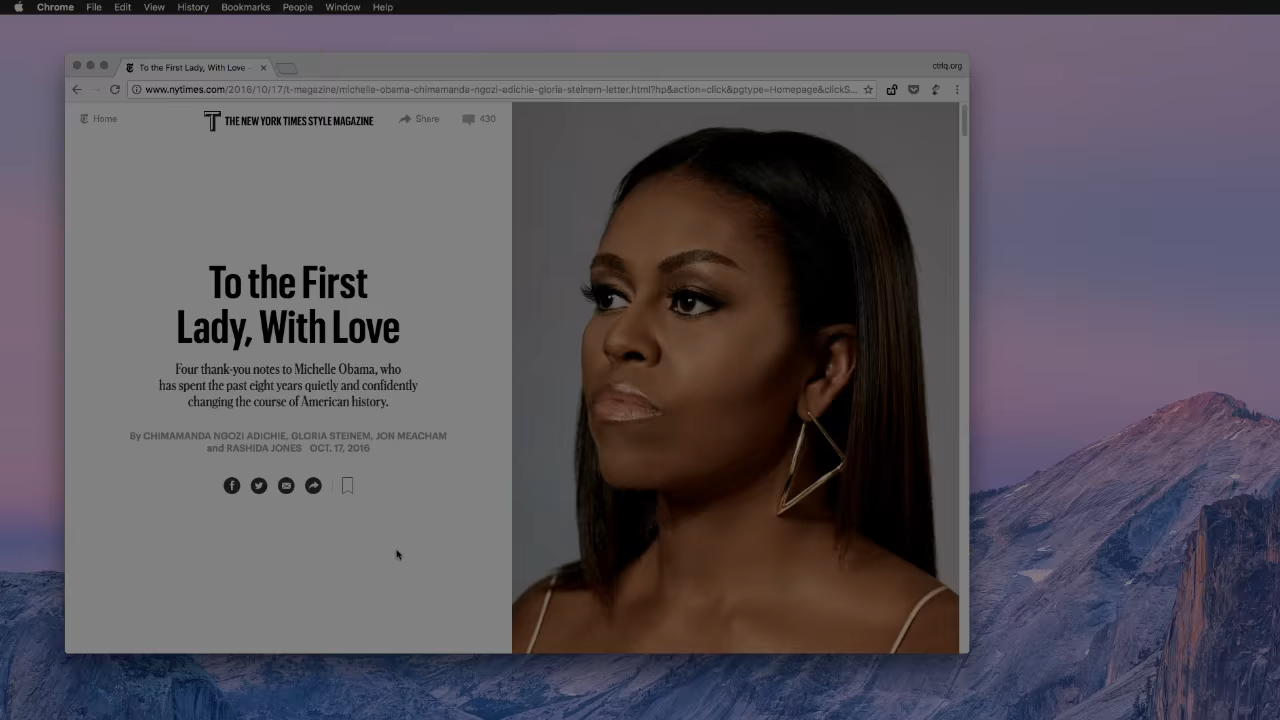 Chrome File Edit View History Bookmarks People Window Help
To the First Lady, With Love
ctrlq.org
www.nytimes.com/2016/10/17/t-magazine/michelle-obama-chimamanda-ngozi-adichie-gloria-steinem-letter.html?hp&action=click&pgtype=Homepage&clickS...
Home
THE NEW YORK TIMES STYLE MAGAZINE
Share
430
To the First
Lady, With Love
Four thank-you notes to Michelle Obama, who
has spent the past eight years quietly and confidently
changing the course of American history.
By CHIMAMANDA NGOZI ADICHIE, GLORIA STEINEM, JON MEACHAM
and RASHIDA JONES OCT. 17, 2016